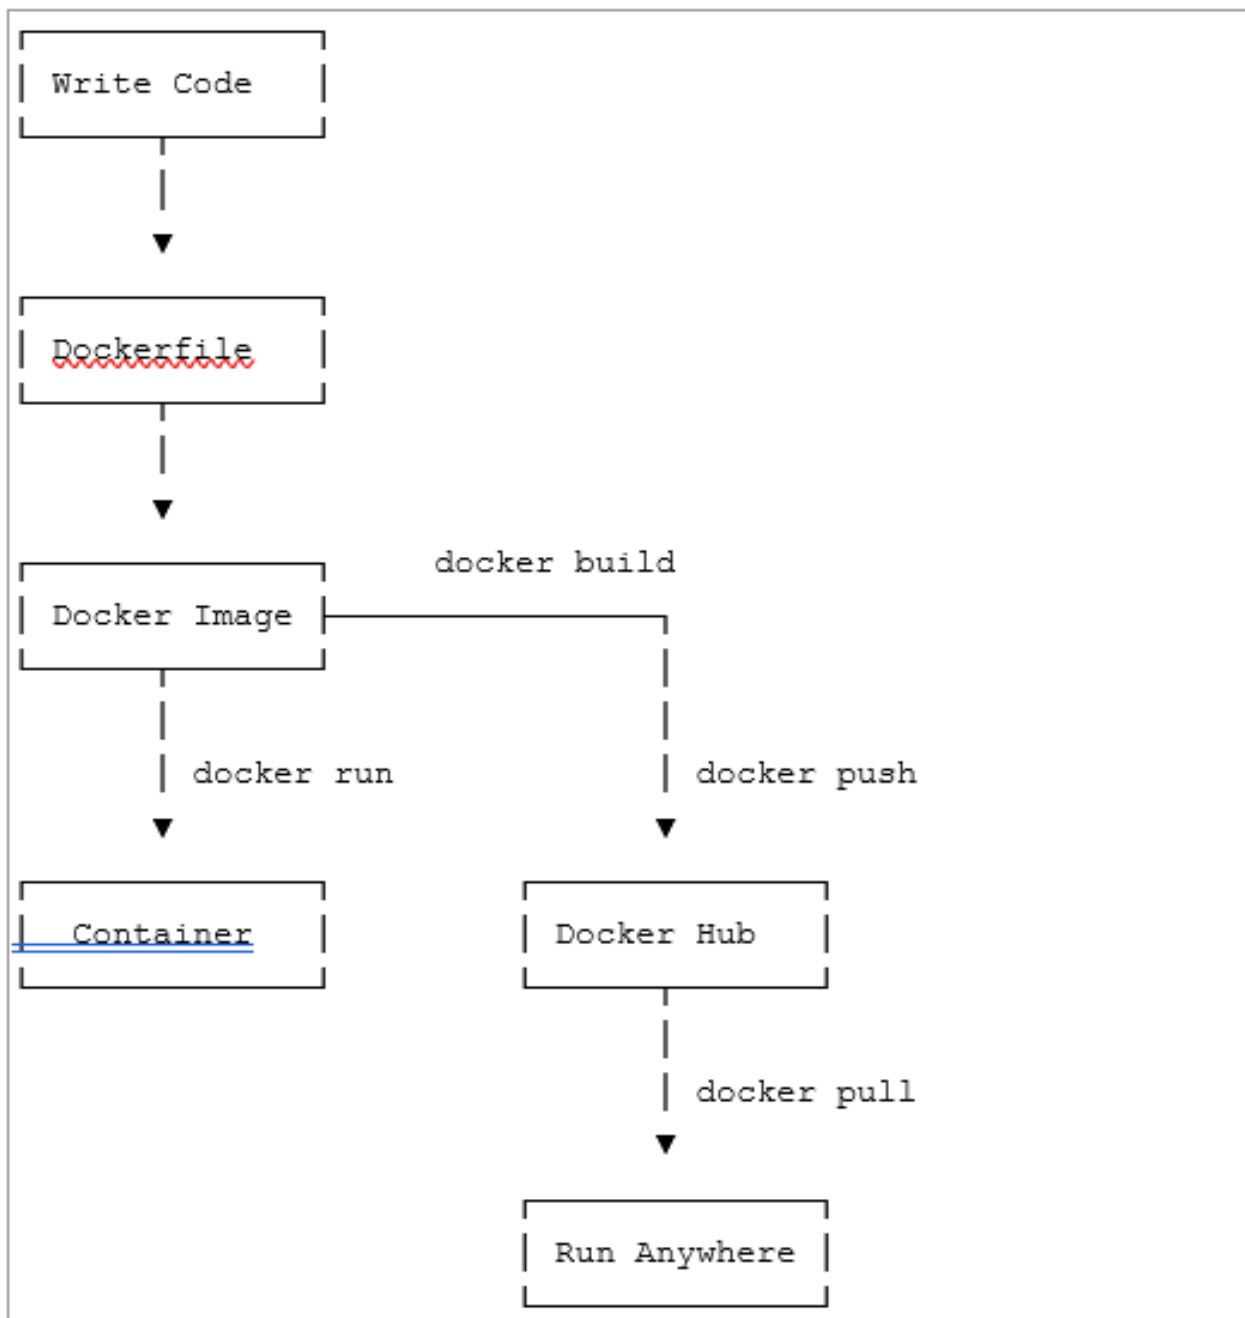 Write Code
Dockerfile
docker build
Docker Image
docker run
docker push
Container
Docker Hub
docker pull
Run Anywhere